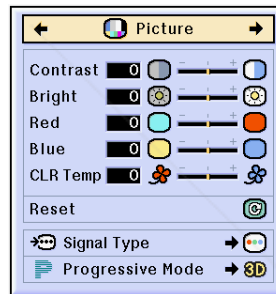 Picture
Contrast 0 - +
Bright 0 - +
Red 0 - +
Blue 0 - +
CLR Temp 0 - +
Reset
Signal Type
P Progressive Mode 3D